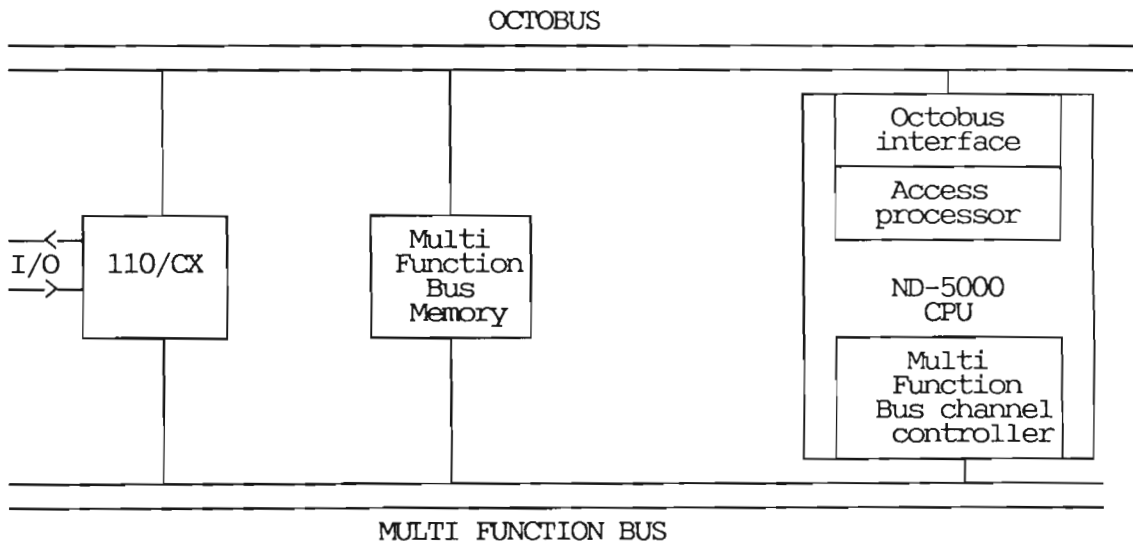 OCTOBUS
Octobus
interface
Access
processor
I/O
110/CX
Multi
Function
Bus
Memory
ND-5000
CPU
Multi
Function
Bus channel
controller
MULTI FUNCTION BUS